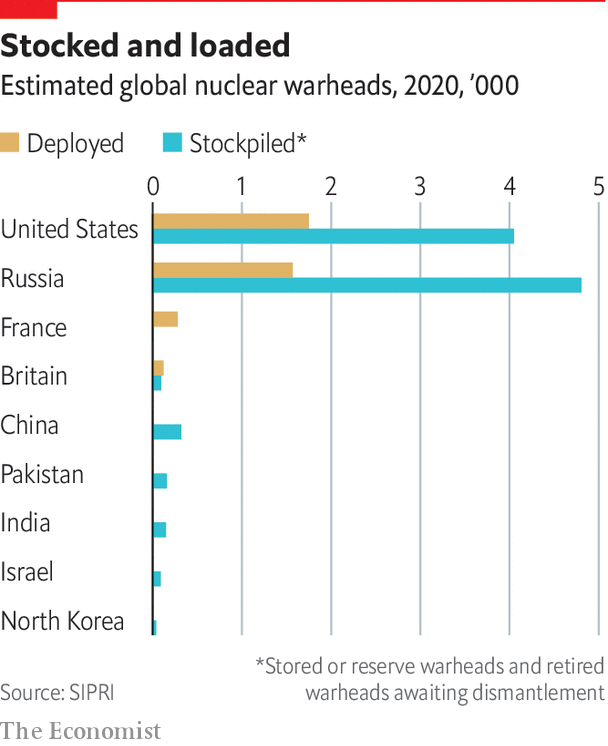 Stocked and loaded
Estimated global nuclear warheads, 2020, ’000
Deployed Stockpiled*
0 1 2 3 4 5
United States
Russia
France
Britain
China
Pakistan
India
Israel
North Korea
*Stored or reserve warheads and retired
Source: SIPRI warheads awaiting dismantlement
The Economist